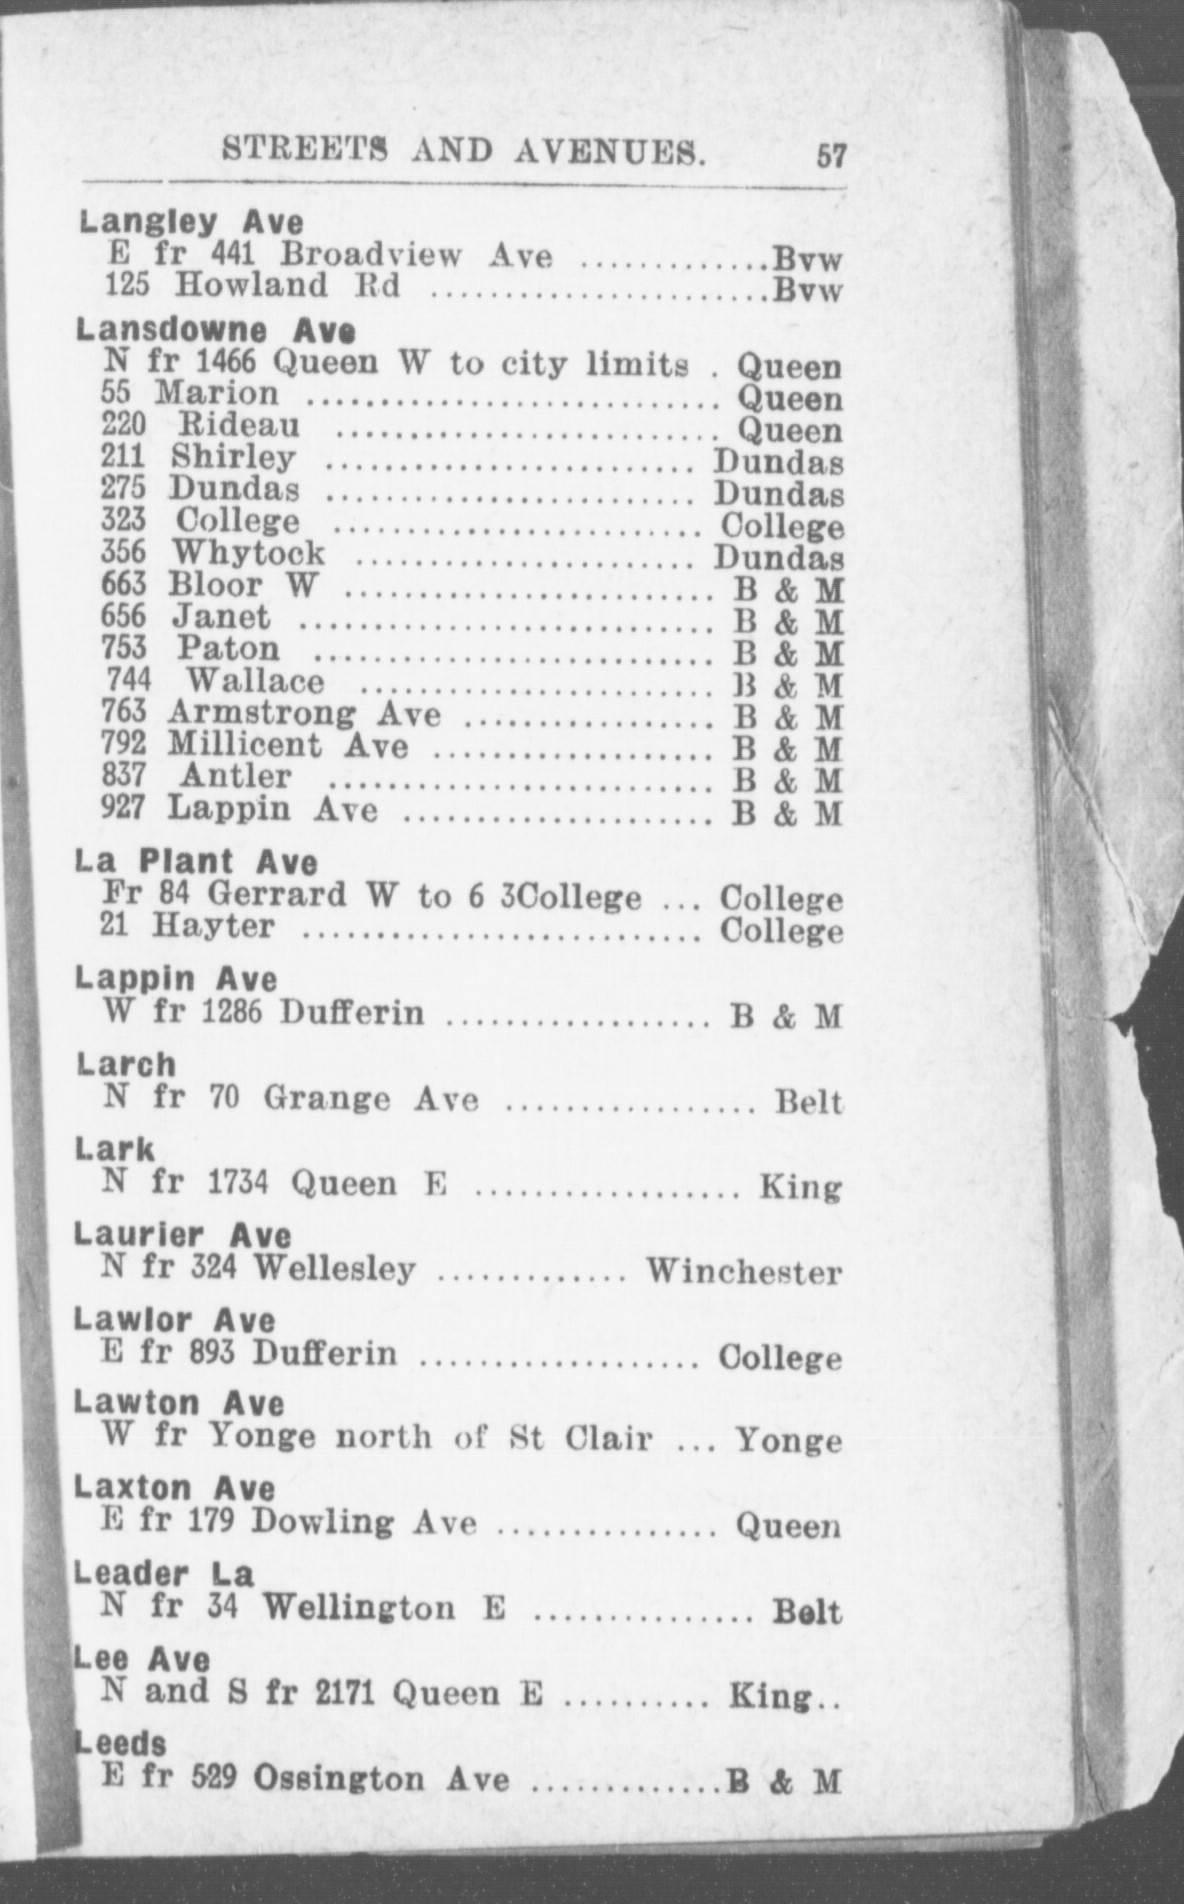 STREETS AND AVENUES. 57
Langley Ave
E fr 441 Broadview Ave .............Bvw
125 Howland Rd .......................Bvw
Lansdowne Ave
N fr 1466 Queen W to city limits . Queen
55 Marion ............................ Queen
220 Rideau .......................... Queen
211 Shirley ......................... Dundas
275 Dundas ......................... Dundas
323 College ......................... College
356 Whytock ....................... Dundas
663 Bloor W ......................... B & M
656 Janet ............................ B & M
753 Paton ........................... B & M
744 Wallace ........................ B & M
763 Armstrong Ave ................. B & M
792 Millicent Ave ................... B & M
837 Antler .......................... B & M
927 Lappin Ave ..................... B & M
La Plant Ave
Fr 84 Gerrard W to 6 3College ... College
21 Hayter ........................... College
Lappin Ave
W fr 1286 Dufferin .................. B & M
Larch
N fr 70 Grange Ave ................. Belt
Lark
N fr 1734 Queen E .................. King
Laurier Ave
N fr 324 Wellesley ............. Winchester
Lawlor Ave
E fr 893 Dufferin ................... College
Lawton Ave
W fr Yonge north of St Clair ... Yonge
Laxton Ave
E fr 179 Dowling Ave ............... Queen
Leader La
N fr 34 Wellington E ............... Belt
Lee Ave
N and S fr 2171 Queen E .......... King..
Leeds
E fr 529 Ossington Ave .............B & M